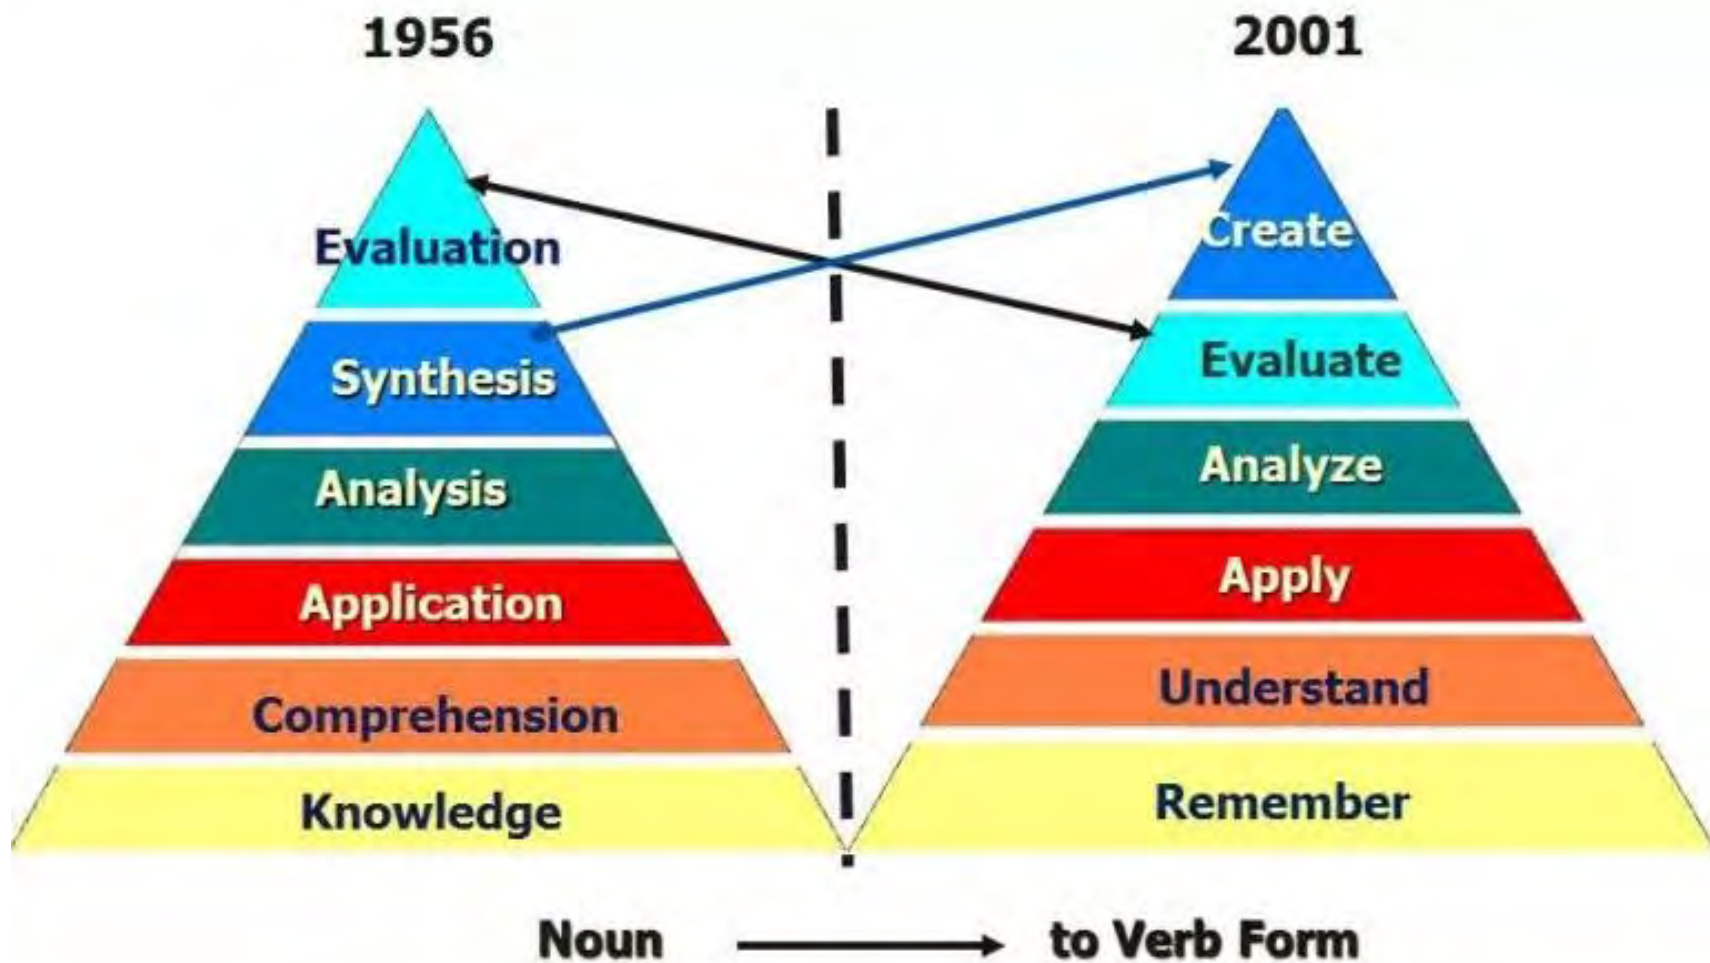 1956
2001
Evaluation
Synthesis
Analysis
Application
Comprehension
Knowledge
Create
Evaluate
Analyze
Apply
Understand
Remember
Noun to Verb Form